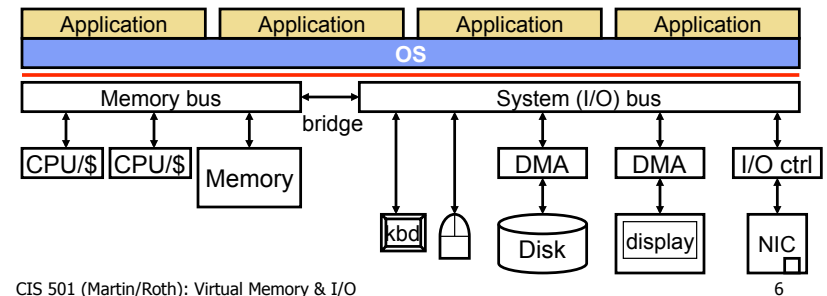 Application Application Application Application
OS
Memory bus System (I/O) bus
bridge
CPU/$ CPU/$ Memory DMA DMA I/O ctrl
kbd Disk display NIC
CIS 501 (Martin/Roth): Virtual Memory & I/O 6